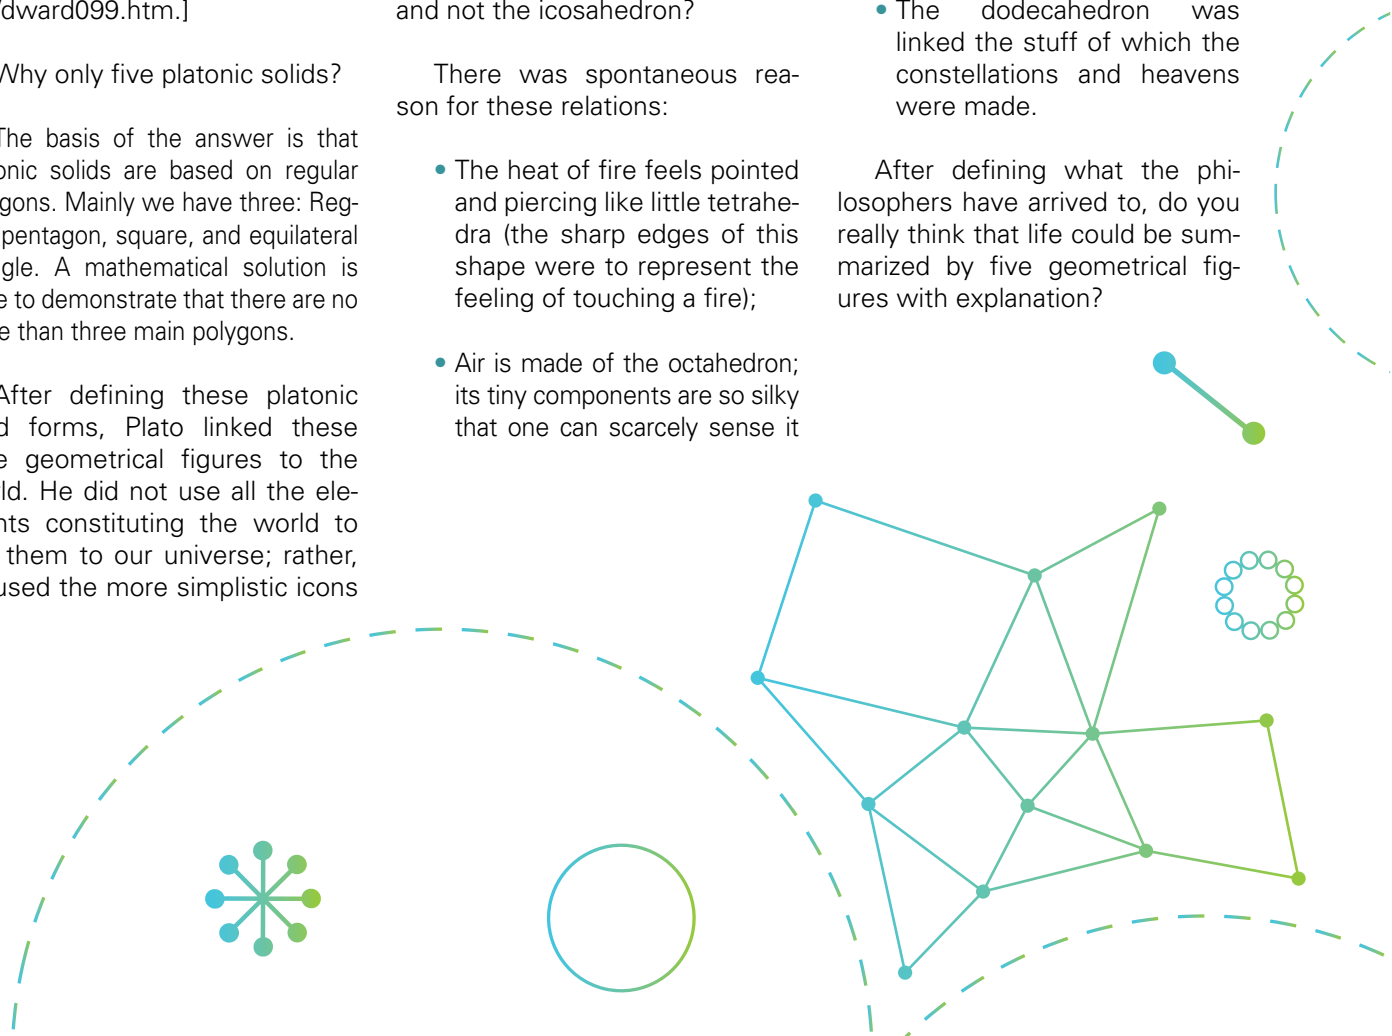 /dward099.htm.]
Why only five platonic solids?
The basis of the answer is that
onic solids are based on regular
gons. Mainly we have three: Reg-
pentagon, square, and equilateral
gle. A mathematical solution is
e to demonstrate that there are no
e than three main polygons.
After defining these platonic
d forms, Plato linked these
e geometrical figures to the
ld. He did not use all the ele-
nts constituting the world to
them to our universe; rather,
used the more simplistic icons
and not the icosahedron?
There was spontaneous rea-
son for these relations:
• The heat of fire feels pointed
and piercing like little tetrahe-
dra (the sharp edges of this
shape were to represent the
feeling of touching a fire);
• Air is made of the octahedron;
its tiny components are so silky
that one can scarcely sense it
• The dodecahedron was
linked the stuff of which the
constellations and heavens
were made.
After defining what the phi-
losophers have arrived to, do you
really think that life could be sum-
marized by five geometrical fig-
ures with explanation?